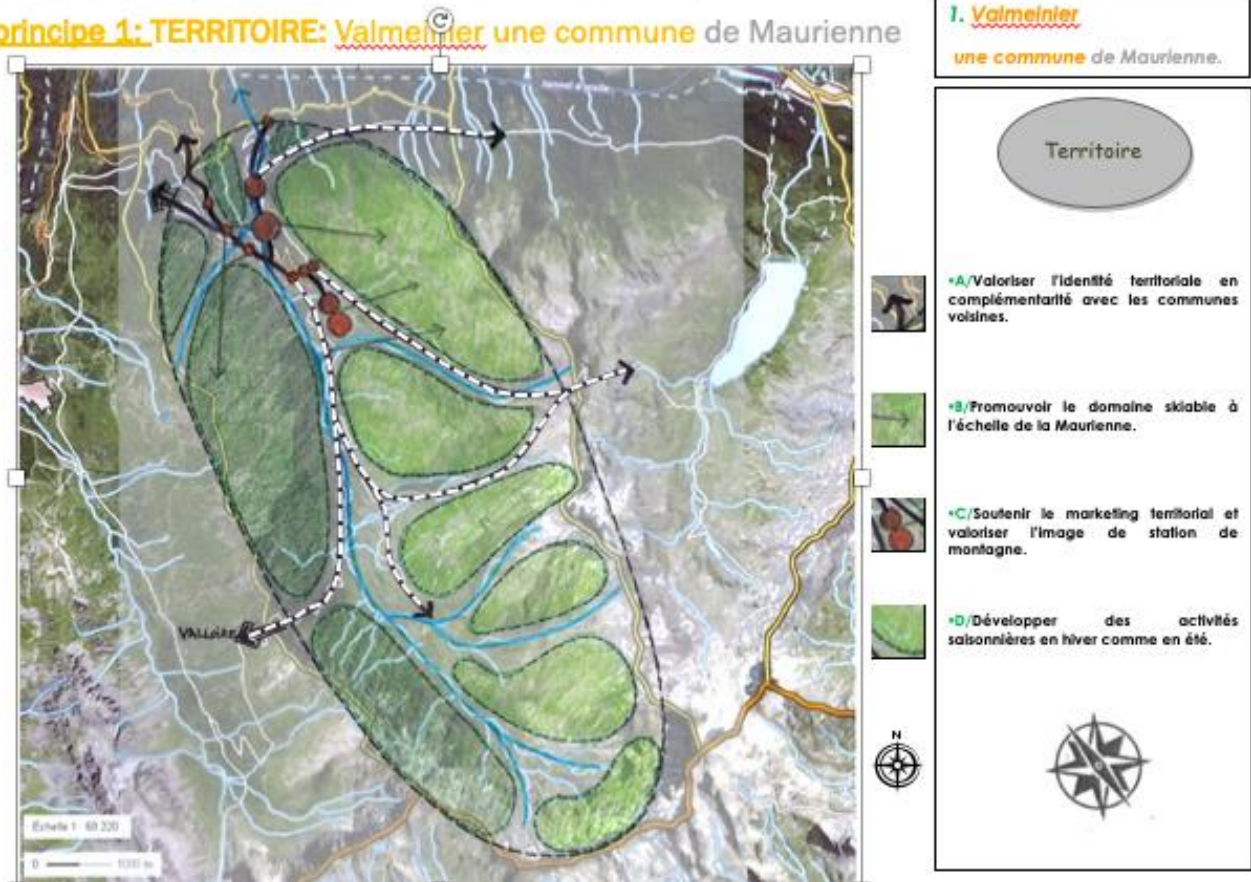 principe 1: TERRITOIRE: Valmeinier une commune de Maurienne
1. Valmeinier
une commune de Maurienne.
Territoire
•A/Valoriser l'identité territoriale en
complémentarité avec les communes
voisines.
•B/Promouvoir le domaine skiable à
l'échelle de la Maurienne.
•C/Soutenir le marketing territorial et
valoriser l'image de station de
montagne.
•D/Développer des activités
saisonnières en hiver comme en été.
N
VALLOIRE
Échelle 1 : 68 220
0 1000 m